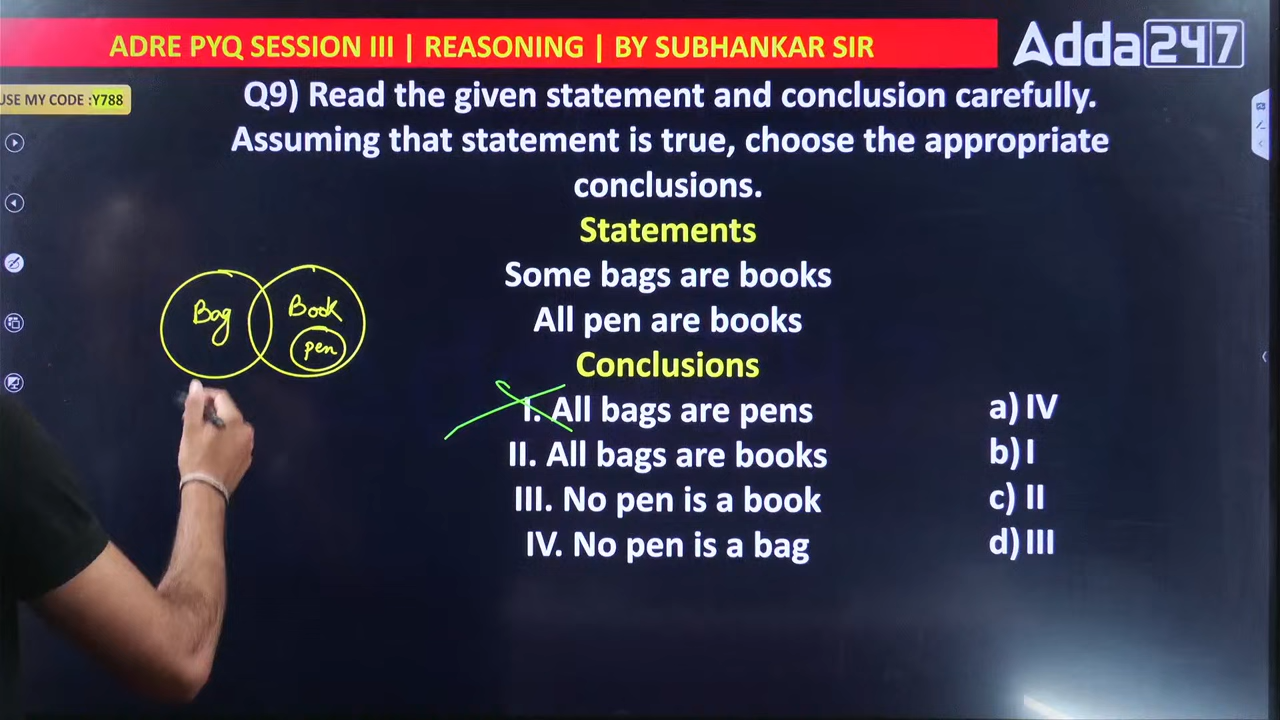 ADRE PYQ SESSION III | REASONING | BY SUBHANKAR SIR
Adda247
USE MY CODE :Y788
Q9) Read the given statement and conclusion carefully.
Assuming that statement is true, choose the appropriate
conclusions.
Statements
Some bags are books
All pen are books
Conclusions
I. All bags are pens
II. All bags are books
III. No pen is a book
IV. No pen is a bag
a) IV
b) I
c) II
d) III
Bag
Book
pen